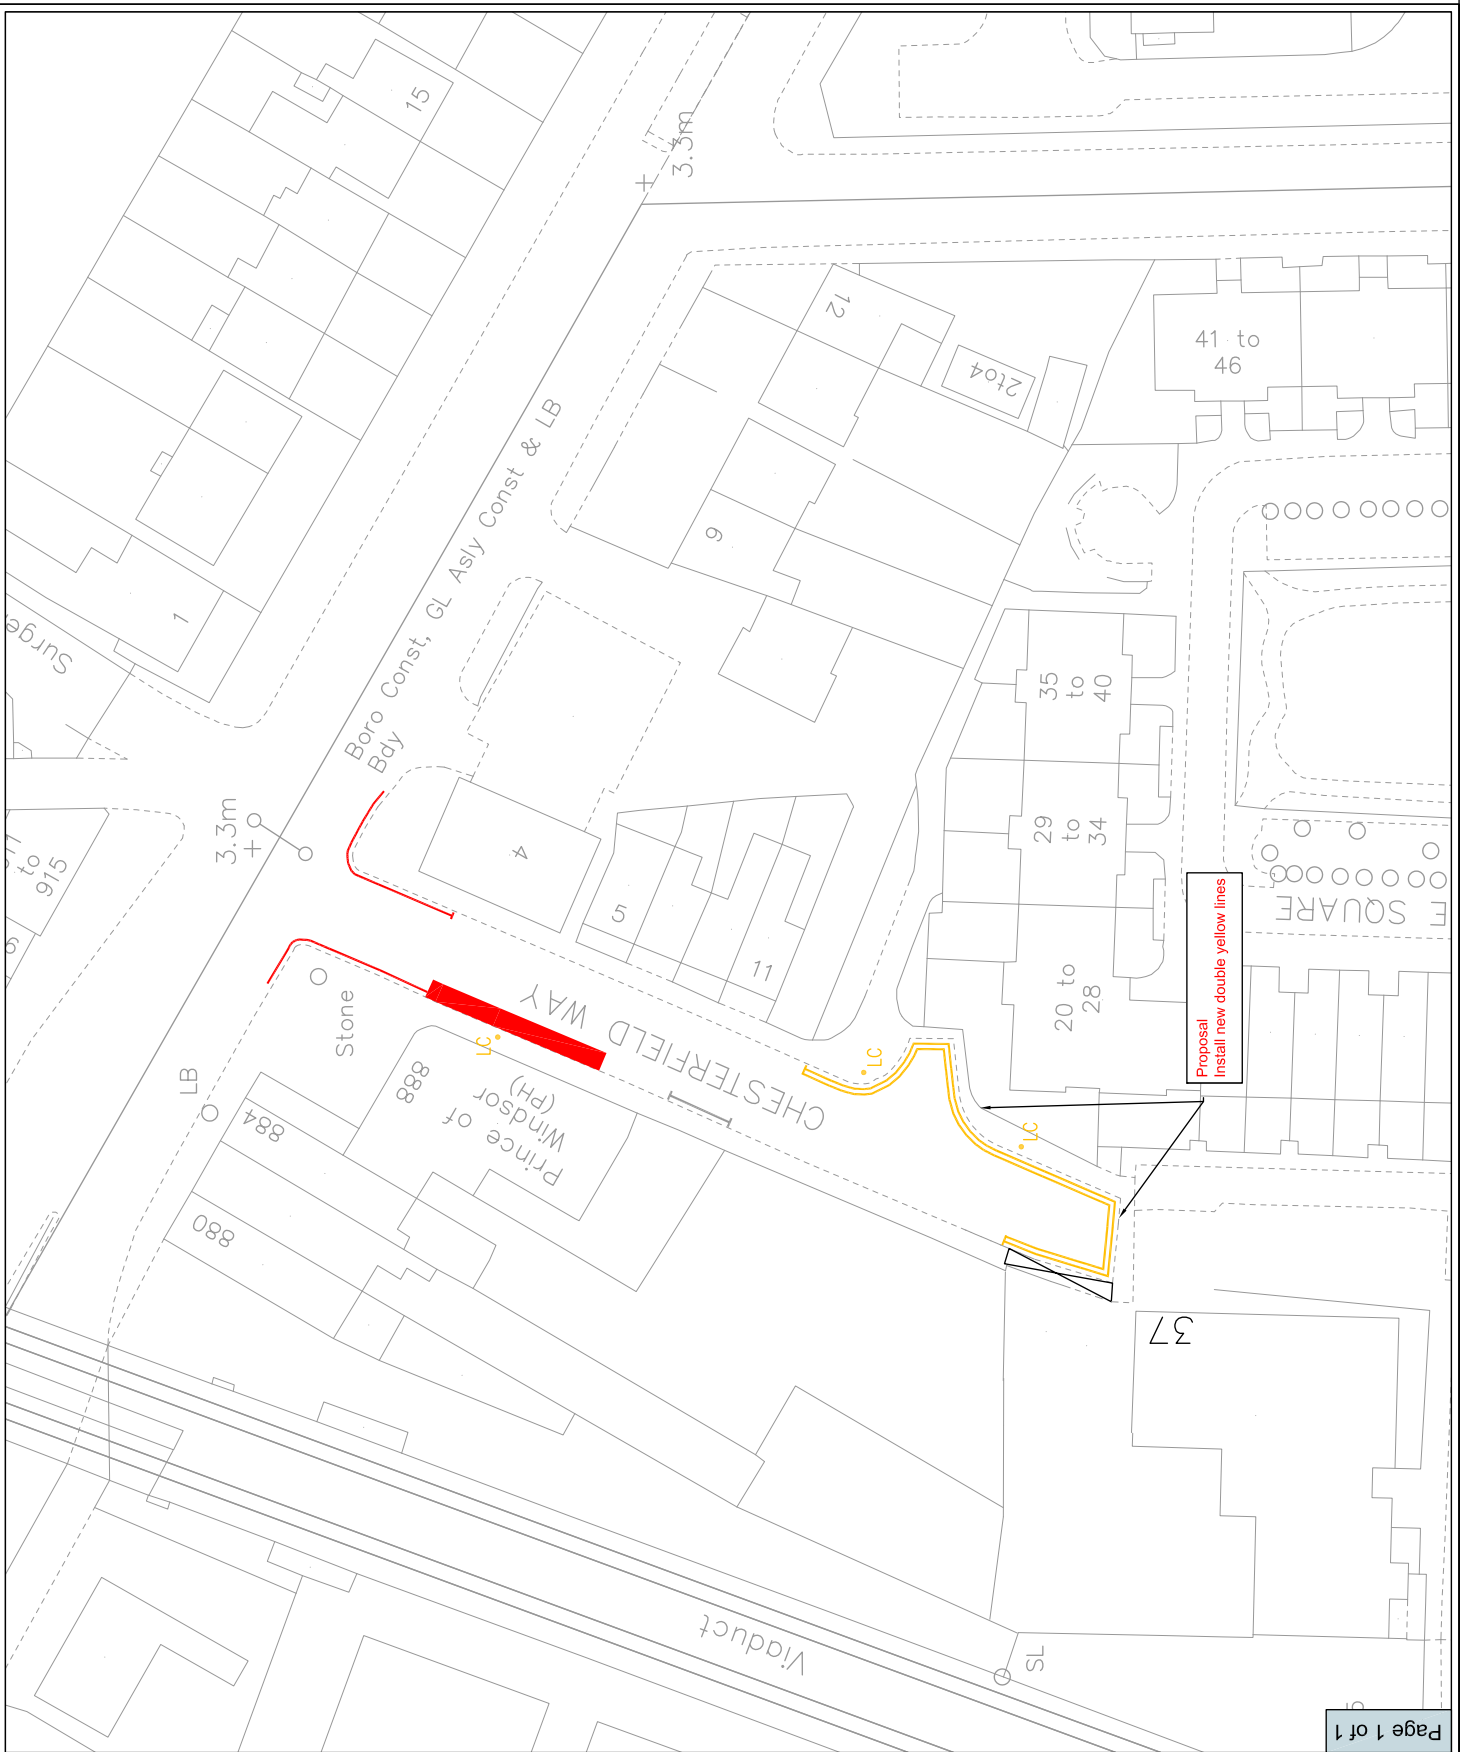 15
3.3m
12
2to4
41 to
46
Boro Const, GL Asly Const & LB
Bdy
9
1
35
to
40
3.3m
to
915
4
29
to
34
5
11
E SQUARE
Proposal
Install new double yellow lines
20 to
28
Stone
CHESTERFIELD WAY
LC
LC
LC
LB
888
884
880
Prince of
Windsor
(PH)
37
Viaduct
SL
Page 1 of 1